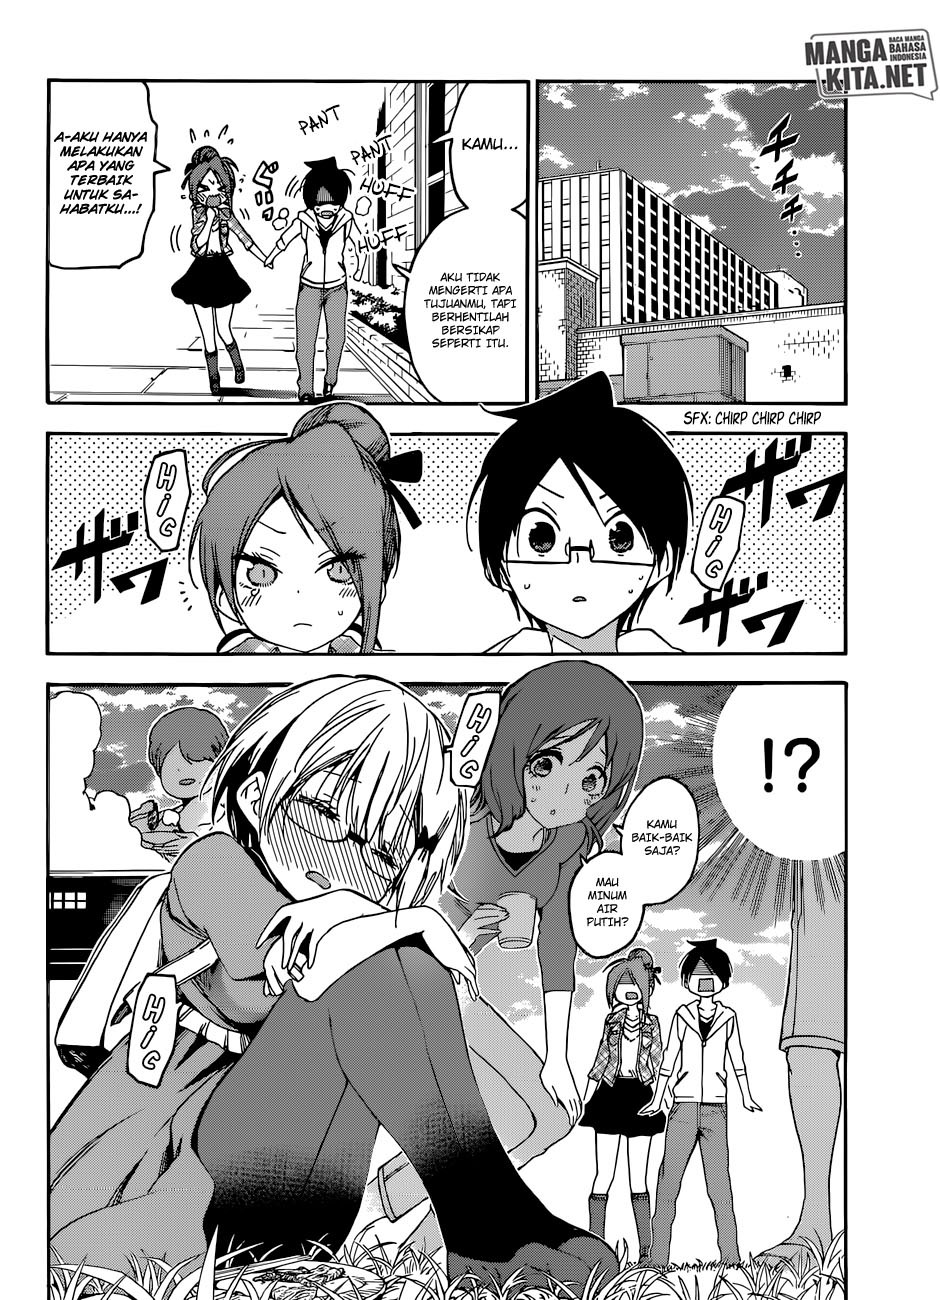 MANGA
KITA.NET
BACA MANGA
BAHASA
INDONESIA
チチチ…
SFX: CHIRP CHIRP CHIRP
KAMU...
AKU TIDAK
MENGERTI APA
TUJUANMU, TAPI
BERHENTILAH
BERSIKAP
SEPERTI ITU.
PANT
PANT
HUFF
HUFF
A-AKU HANYA
MELAKUKAN
APA YANG
TERBAIK
UNTUK SA-
HABATKU...!
ザワ
ザワ
HIC
HIC
ザワ
!?
HIC
KAMU
BAIK-BAIK
SAJA?
MAU
MINUM
AIR
PUTIH?
HIC